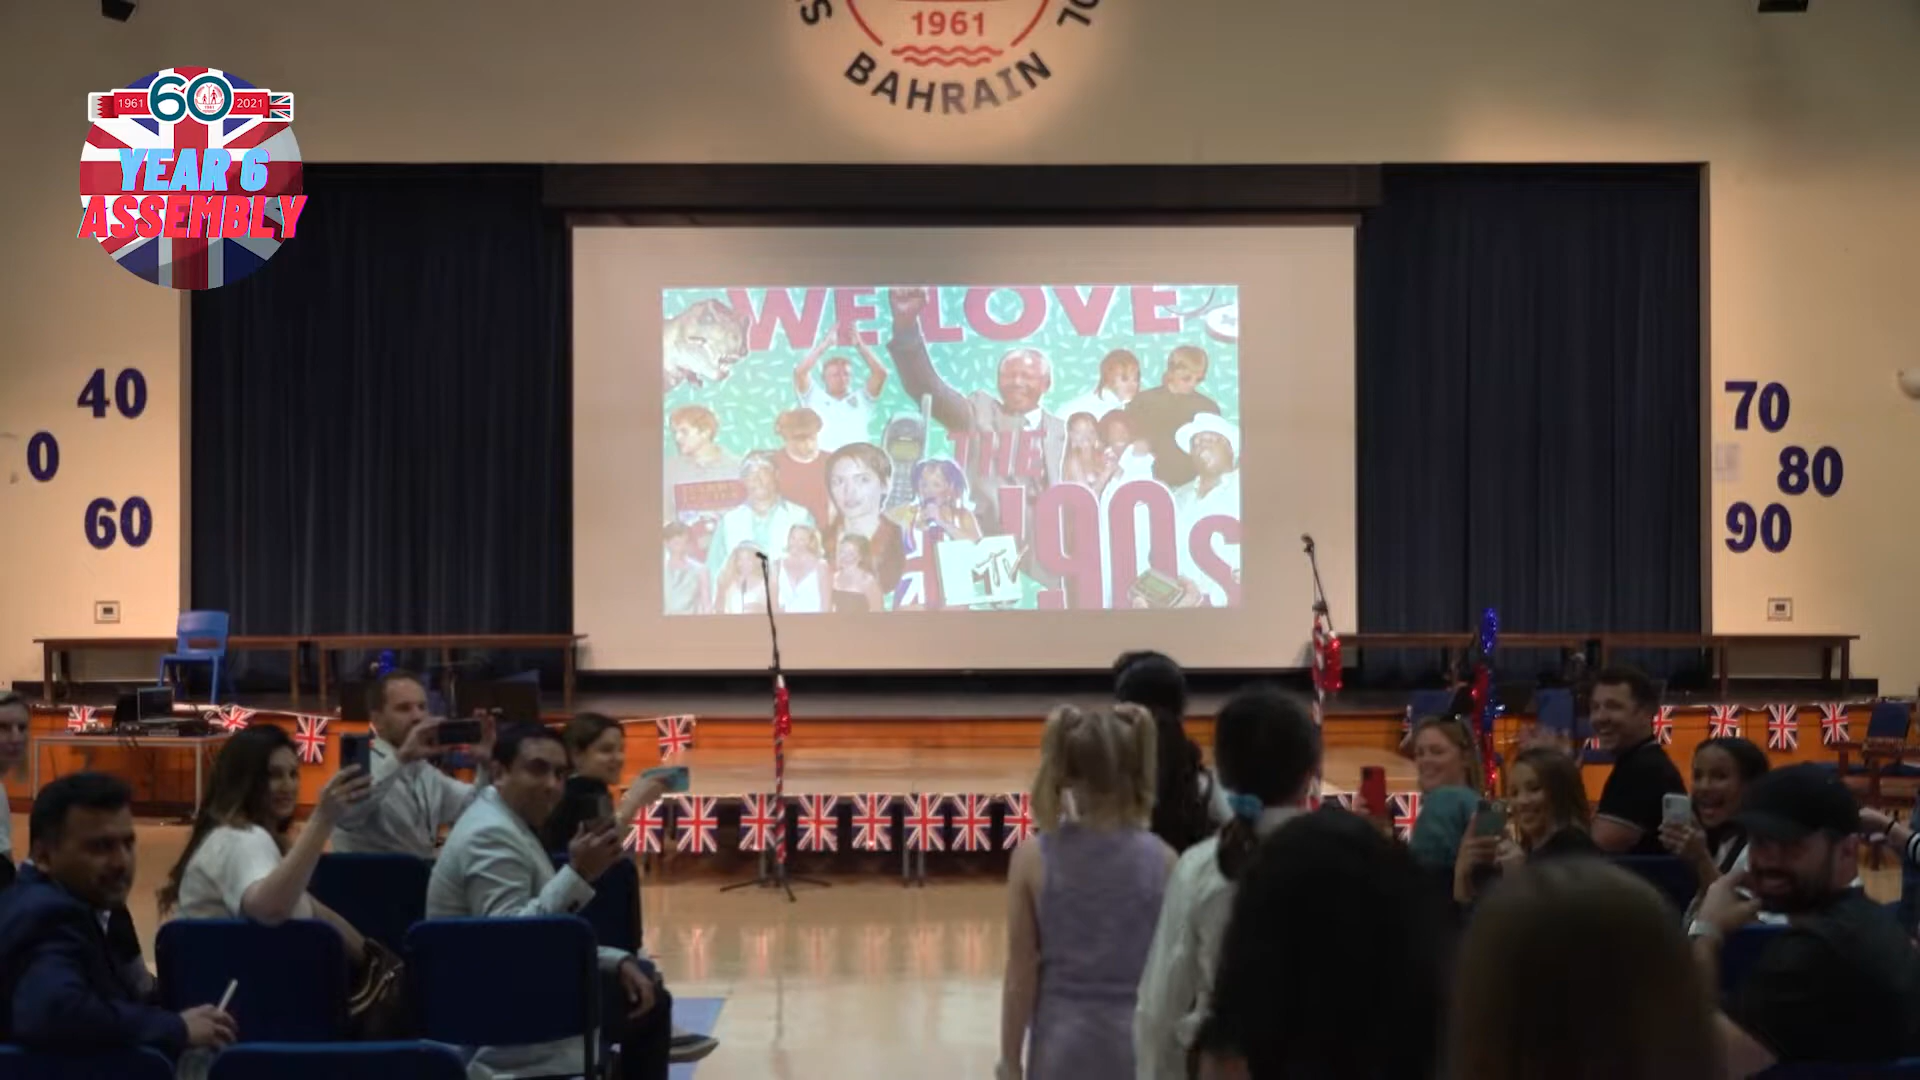 1961
BAHRAIN
1961 60 2021
YEAR 6
ASSEMBLY
WE LOVE
THE
'90s
MTV
40
0
60
70
80
90